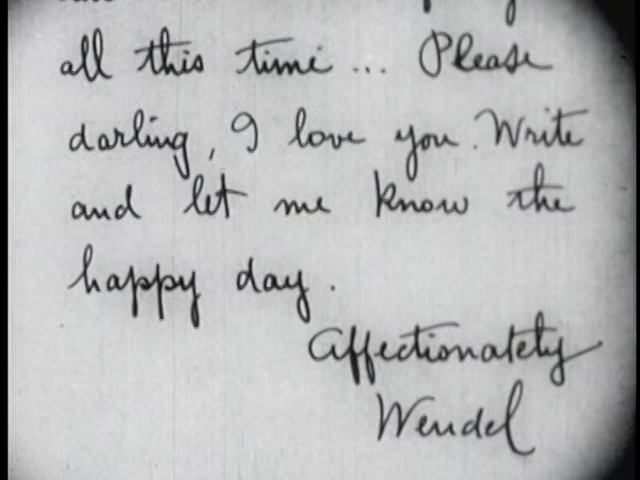 all this time ... Please
darling, I love you. Write
and let me know the
happy day.
Affectionately
Wendel